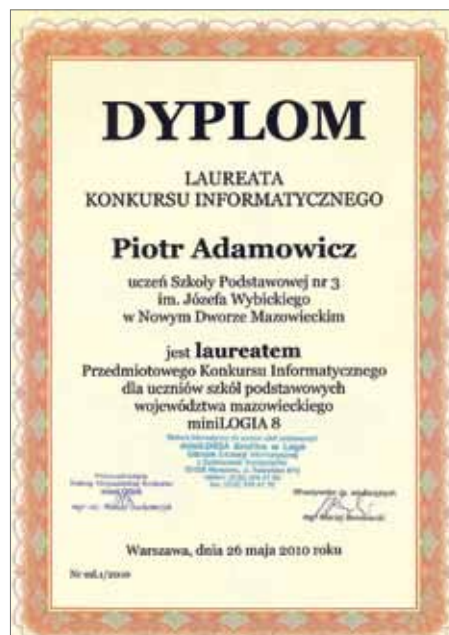 DYPLOM
LAUREATA
KONKURSU INFORMATYCZNEGO
Piotr Adamowicz
uczeń Szkoły Podstawowej nr 3
im. Józefa Wybickiego
w Nowym Dworze Mazowieckim
jest laureatem
Przedmiotowego Konkursu Informatycznego
dla uczniów szkół podstawowych
województwa mazowieckiego
miniLOGIA 8
Warszawa, dnia 26 maja 2010 roku